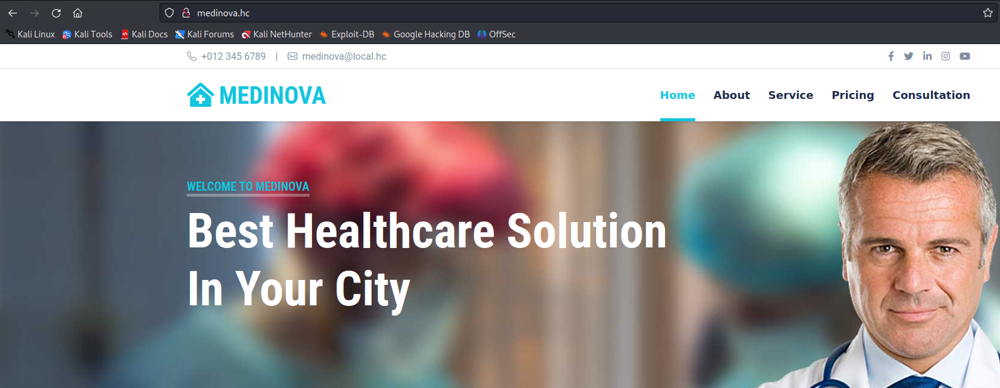 medinova.hc
Kali Linux Kali Tools Kali Docs Kali Forums Kali NetHunter Exploit-DB Google Hacking DB OffSec
+012 345 6789 | medinova@local.hc
MEDINOVA
Home About Service Pricing Consultation
WELCOME TO MEDINOVA
Best Healthcare Solution
In Your City